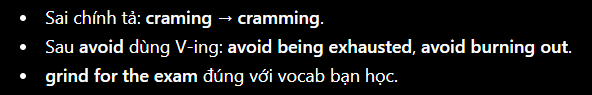 • Sai chính tả: craming → cramming.
• Sau avoid dùng V-ing: avoid being exhausted, avoid burning out.
• grind for the exam đúng với vocab bạn học.